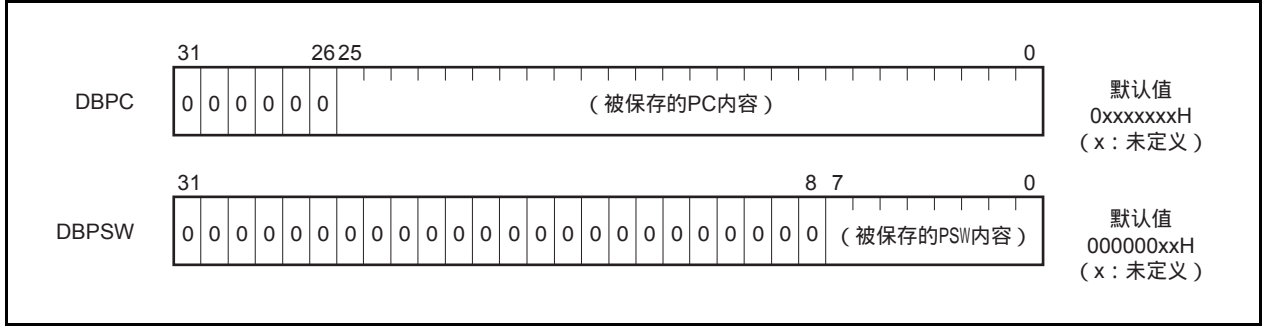 31 26 25 0
DBPC 0 0 0 0 0 0 （被保存的PC内容） 默认值
0xxxxxxxH
（x：未定义）
31 8 7 0
DBPSW 0 0 0 0 0 0 0 0 0 0 0 0 0 0 0 0 0 0 0 0 0 0 0 0 （被保存的PSW内容） 默认值
000000xxH
（x：未定义）